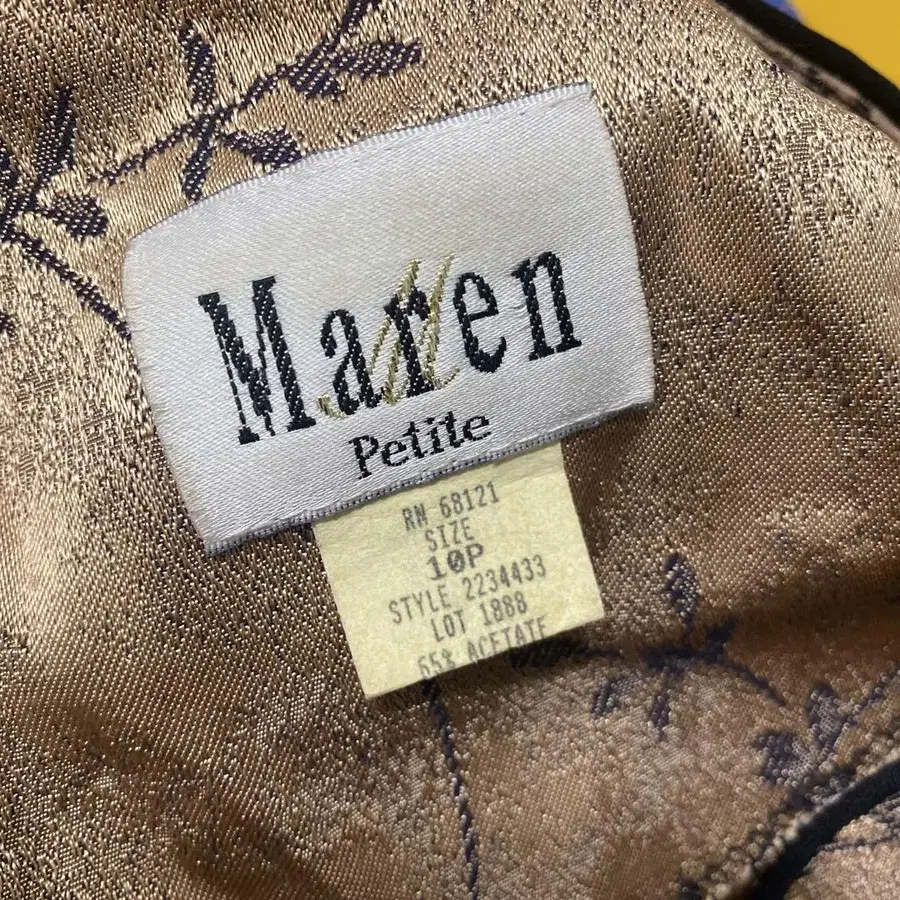 Maren
Petite
RN 68121
SIZE
10P
STYLE 2234433
LOT 1888
65% ACETATE